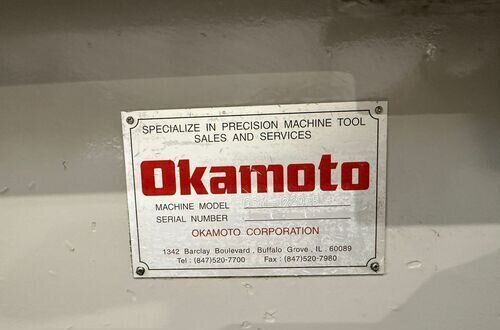 SPECIALIZE IN PRECISION MACHINE TOOL
SALES AND SERVICES
Okamoto
MACHINE MODEL
SERIAL NUMBER
OKAMOTO CORPORATION
1342 Barclay Boulevard , Buffalo Grove , IL . 60089
Tel : (847)520-7700 Fax : (847)520-7980